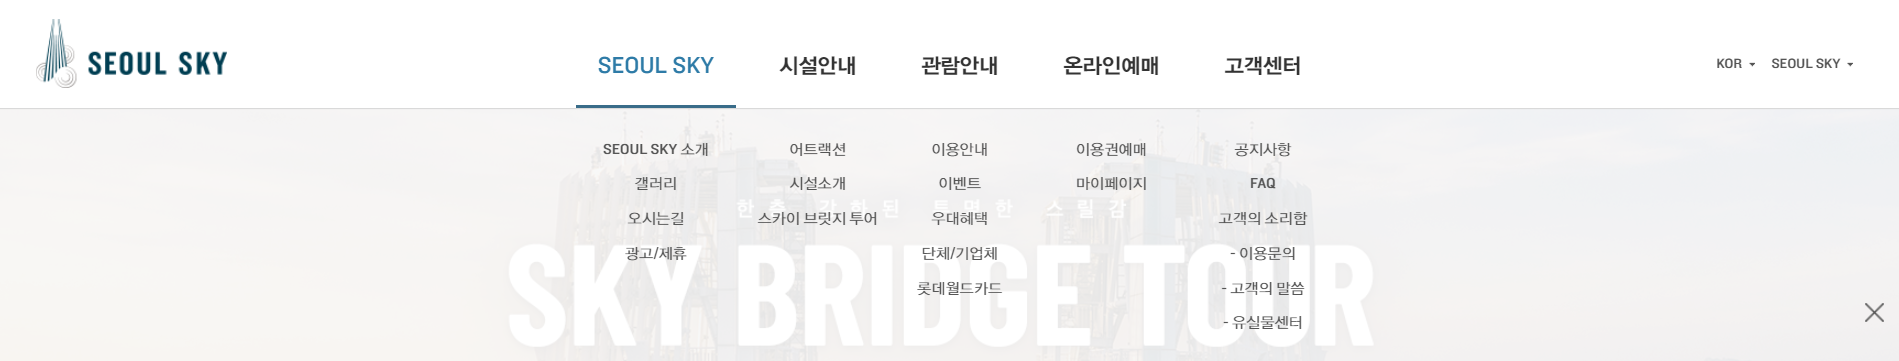 SEOUL SKY
SEOUL SKY 시설안내 관람안내 온라인예매 고객센터
KOR SEOUL SKY
SEOUL SKY 소개 어트랙션 이용안내 이용권예매 공지사항
갤러리 시설소개 이벤트 마이페이지 FAQ
한층 강화된 투명한 스릴감
오시는길 스카이 브릿지 투어 우대혜택 고객의 소리함
광고/제휴 단체/기업체 - 이용문의
롯데월드카드 - 고객의 말씀
SKY BRIDGE TOUR
- 유실물센터